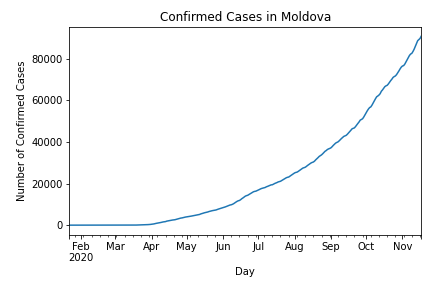 Confirmed Cases in Moldova
Number of Confirmed Cases
80000
60000
40000
20000
0
Feb Mar Apr May Jun Jul Aug Sep Oct Nov
2020
Day